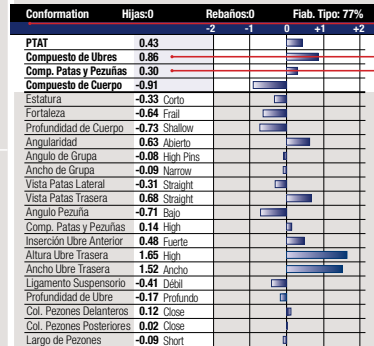 Conformation Hijas:0 Rebaños:0 Fiab. Tipo: 77%
-2 -1 0 +1 +2
PTAT 0.43
Compuesto de Ubres 0.86
Comp. Patas y Pezuñas 0.30
Compuesto de Cuerpo -0.91
Estatura -0.33 Corto
Fortaleza -0.64 Frail
Profundidad de Cuerpo -0.73 Shallow
Angularidad 0.63 Abierto
Angulo de Grupa -0.08 High Pins
Ancho de Grupa -0.09 Narrow
Vista Patas Lateral -0.31 Straight
Vista Patas Trasera 0.68 Straight
Angulo Pezuña -0.71 Bajo
Comp. Patas y Pezuñas 0.14 High
Inserción Ubre Anterior 0.48 Fuerte
Altura Ubre Trasera 1.65 High
Ancho Ubre Trasera 1.52 Ancho
Ligamento Suspensorio -0.41 Débil
Profundidad de Ubre -0.17 Profundo
Col. Pezones Delanteros 0.12 Close
Col. Pezones Posteriores 0.02 Close
Largo de Pezones -0.09 Short